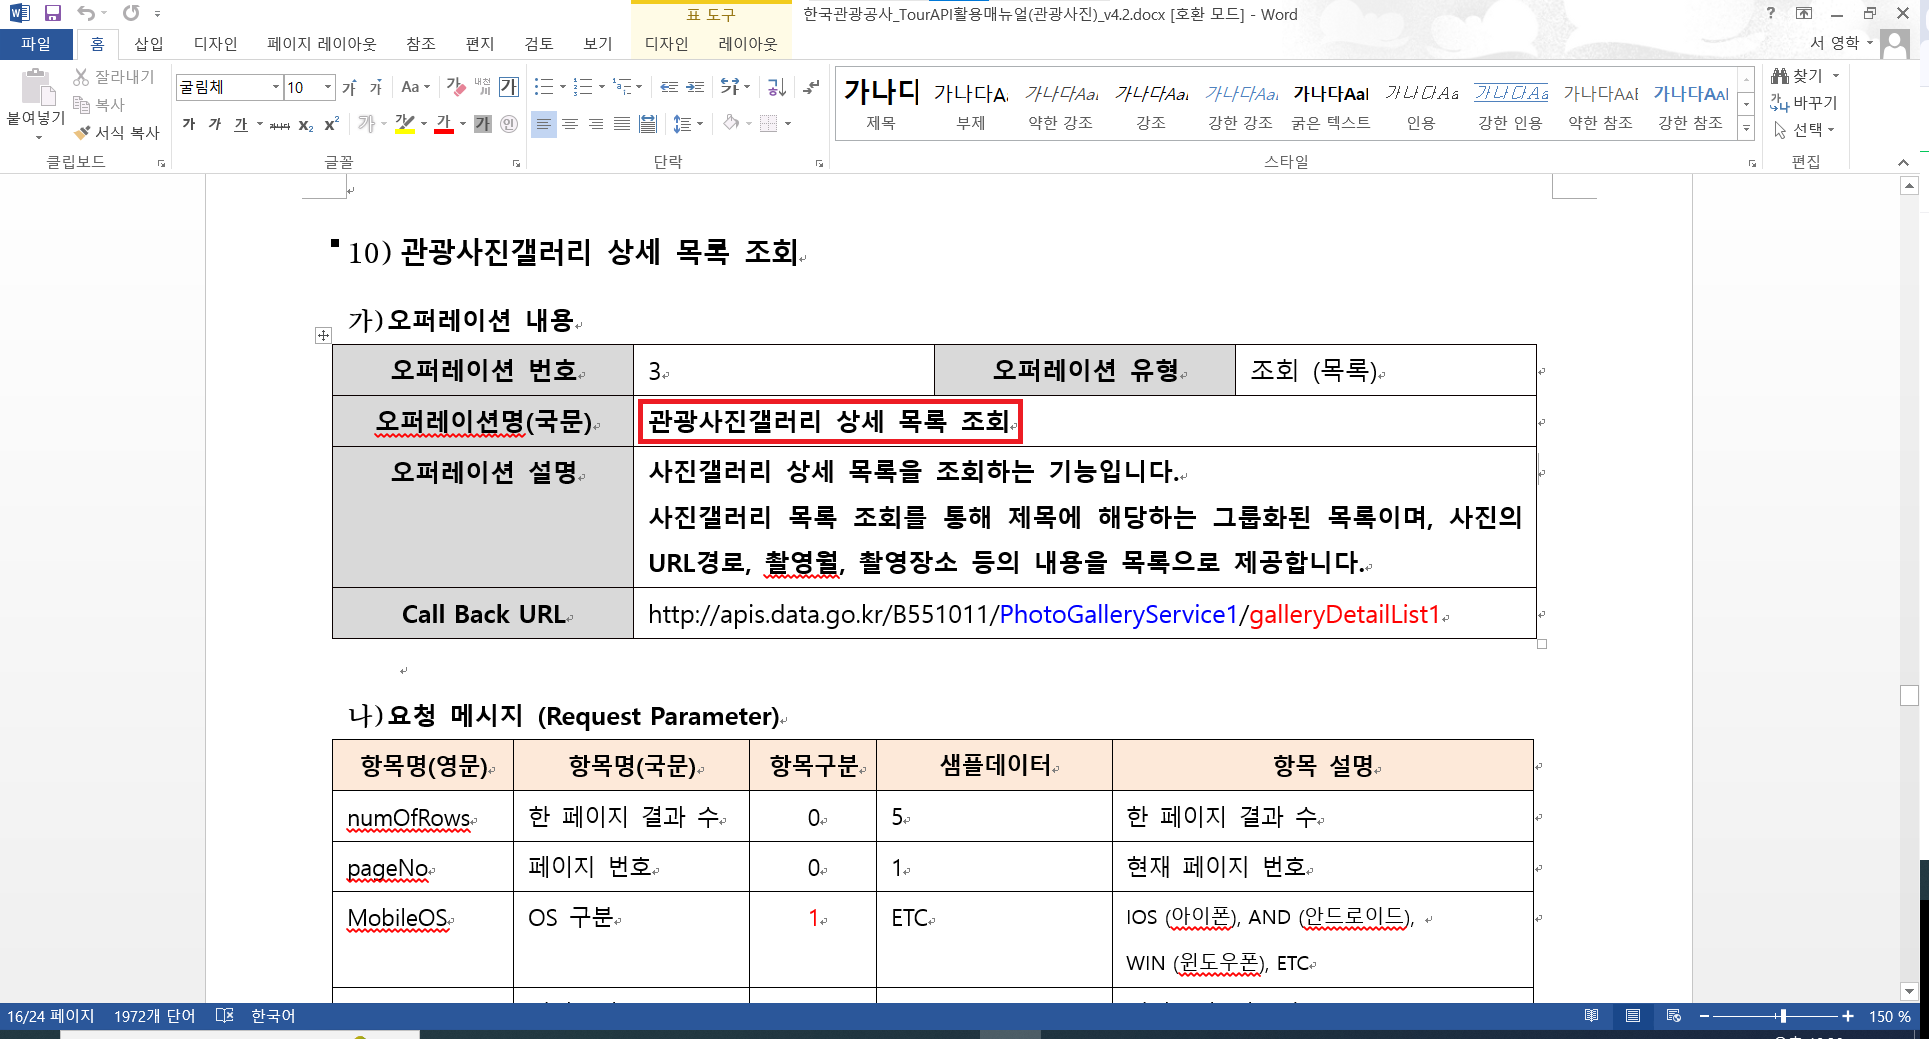 표 도구
한국관광공사_TourAPI활용매뉴얼(관광사진)_v4.2.docx [호환 모드] - Word
파일 홈 삽입 디자인 페이지 레이아웃 참조 편지 검토 보기 디자인 레이아웃 서 영학
붙여넣기
잘라내기
복사
서식 복사
클립보드
굴림체 10
글꼴
단락
가나다 제목
가나다A 부제
가나다Aa 약한 강조
가나다Aa 강조
가나다Aa 강한 강조
가나다Aa 굵은 텍스트
가나다Aa 인용
가나다Aa 강한 인용
가나다AA 약한 참조
가나다AA 강한 참조
스타일
찾기
바꾸기
선택
편집
10) 관광사진갤러리 상세 목록 조회
가) 오퍼레이션 내용
오퍼레이션 번호 3 오퍼레이션 유형 조회 (목록)
오퍼레이션명(국문) 관광사진갤러리 상세 목록 조회
오퍼레이션 설명 사진갤러리 상세 목록을 조회하는 기능입니다.
사진갤러리 목록 조회를 통해 제목에 해당하는 그룹화된 목록이며, 사진의
URL경로, 촬영월, 촬영장소 등의 내용을 목록으로 제공합니다.
Call Back URL http://apis.data.go.kr/B551011/PhotoGalleryService1/galleryDetailList1
나) 요청 메시지 (Request Parameter)
항목명(영문) 항목명(국문) 항목구분 샘플데이터 항목 설명
numOfRows 한 페이지 결과 수 0 5 한 페이지 결과 수
pageNo 페이지 번호 0 1 현재 페이지 번호
MobileOS OS 구분 1 ETC IOS (아이폰), AND (안드로이드),
WIN (윈도우폰), ETC
16/24 페이지 1972개 단어 한국어 150 %